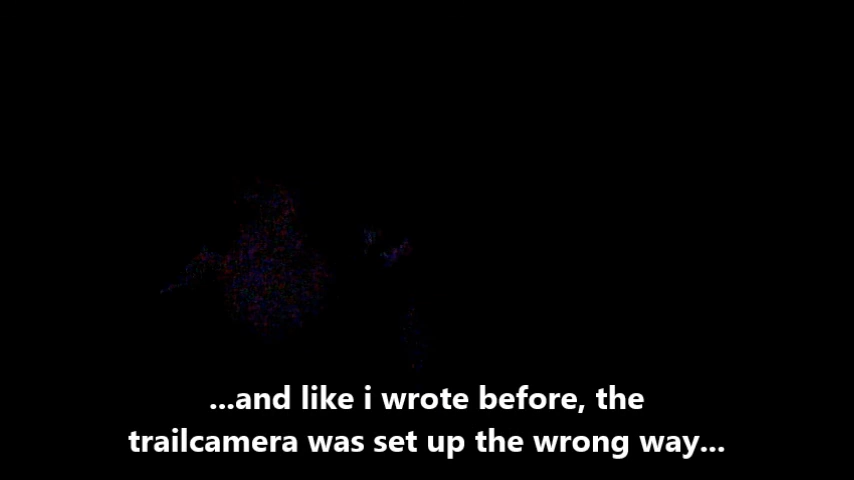 ...and like i wrote before, the
trailcamera was set up the wrong way...